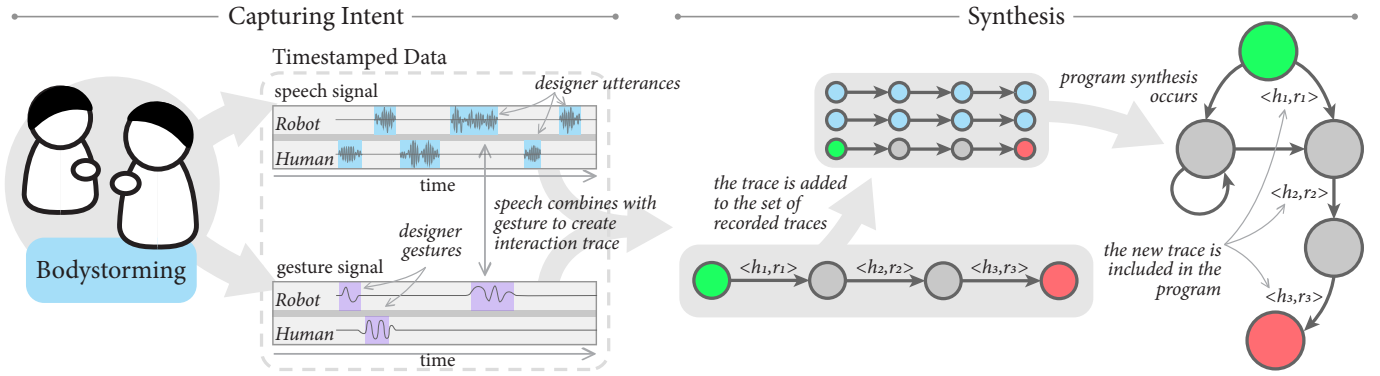 Capturing Intent
Synthesis
Timestamped Data
speech signal
designer utterances
Robot
Human
time
speech combines with
gesture to create
interaction trace
designer
gestures
gesture signal
Robot
Human
time
Bodystorming
the trace is added
to the set of
recorded traces
<h₁,r₁>
<h₂,r₂>
<h₃,r₃>
program synthesis
occurs
<h₁,r₁>
<h₂,r₂>
the new trace is
included in the
program
<h₃,r₃>